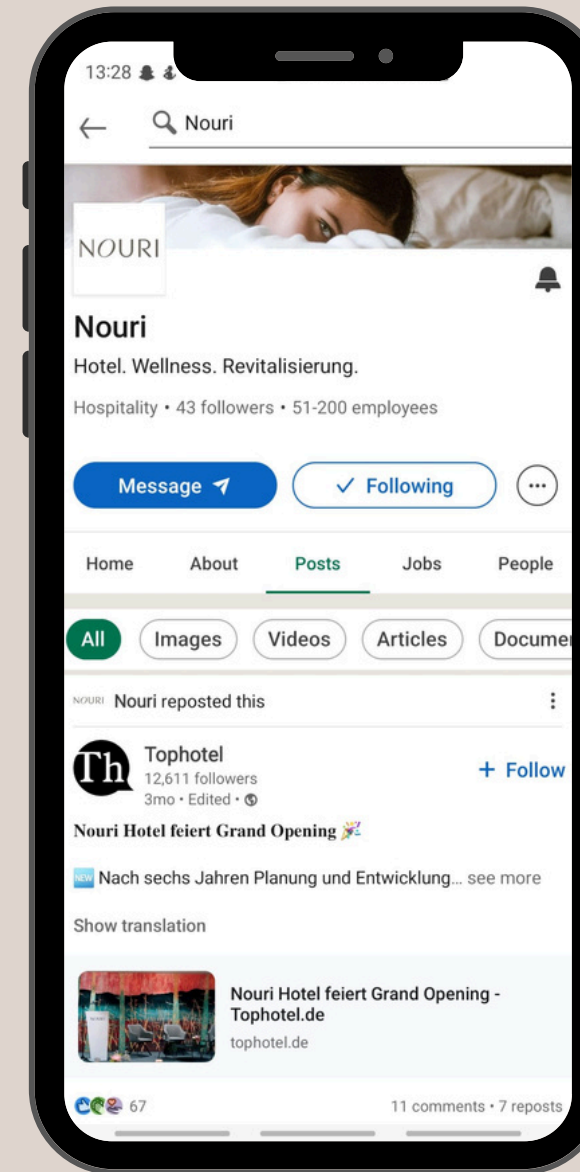 13:28
Nouri
NOURI
Nouri
Hotel. Wellness. Revitalisierung.
Hospitality • 43 followers • 51-200 employees
Message
Following
Home About Posts Jobs People
All Images Videos Articles Documen
NOURI Nouri reposted this
Th Tophotel
12,611 followers
3mo • Edited •
+ Follow
Nouri Hotel feiert Grand Opening 🎉
🆕 Nach sechs Jahren Planung und Entwicklung... see more
Show translation
Nouri Hotel feiert Grand Opening -
Tophotel.de
tophotel.de
67
11 comments • 7 reposts